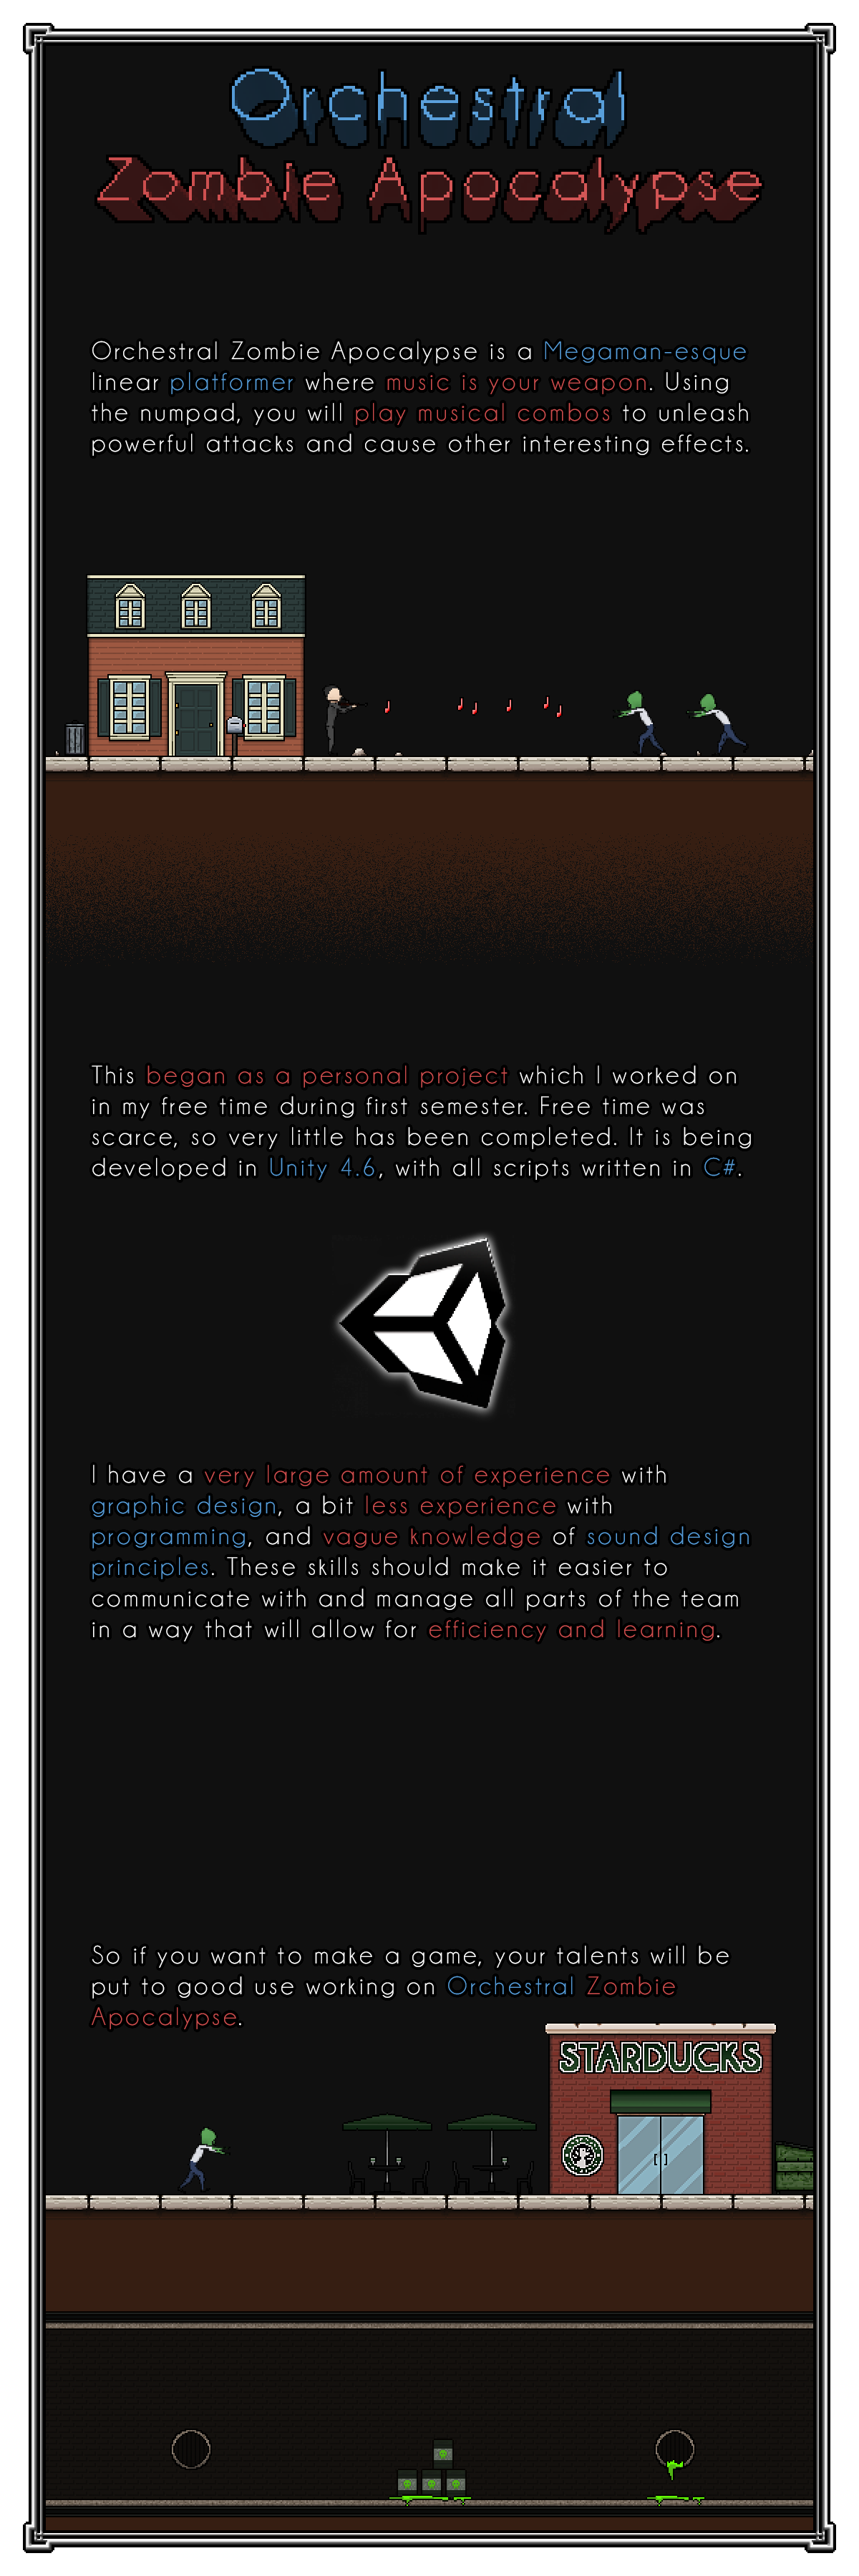 Orchestral
Zombie Apocalypse
Orchestral Zombie Apocalypse is a Megaman-esque
linear platformer where music is your weapon. Using
the numpad, you will play musical combos to unleash
powerful attacks and cause other interesting effects.
This began as a personal project which I worked on
in my free time during first semester. Free time was
scarce, so very little has been completed. It is being
developed in Unity 4.6, with all scripts written in C#.
I have a very large amount of experience with
graphic design, a bit less experience with
programming, and vague knowledge of sound design
principles. These skills should make it easier to
communicate with and manage all parts of the team
in a way that will allow for efficiency and learning.
So if you want to make a game, your talents will be
put to good use working on Orchestral Zombie
Apocalypse.
STARDUCKS